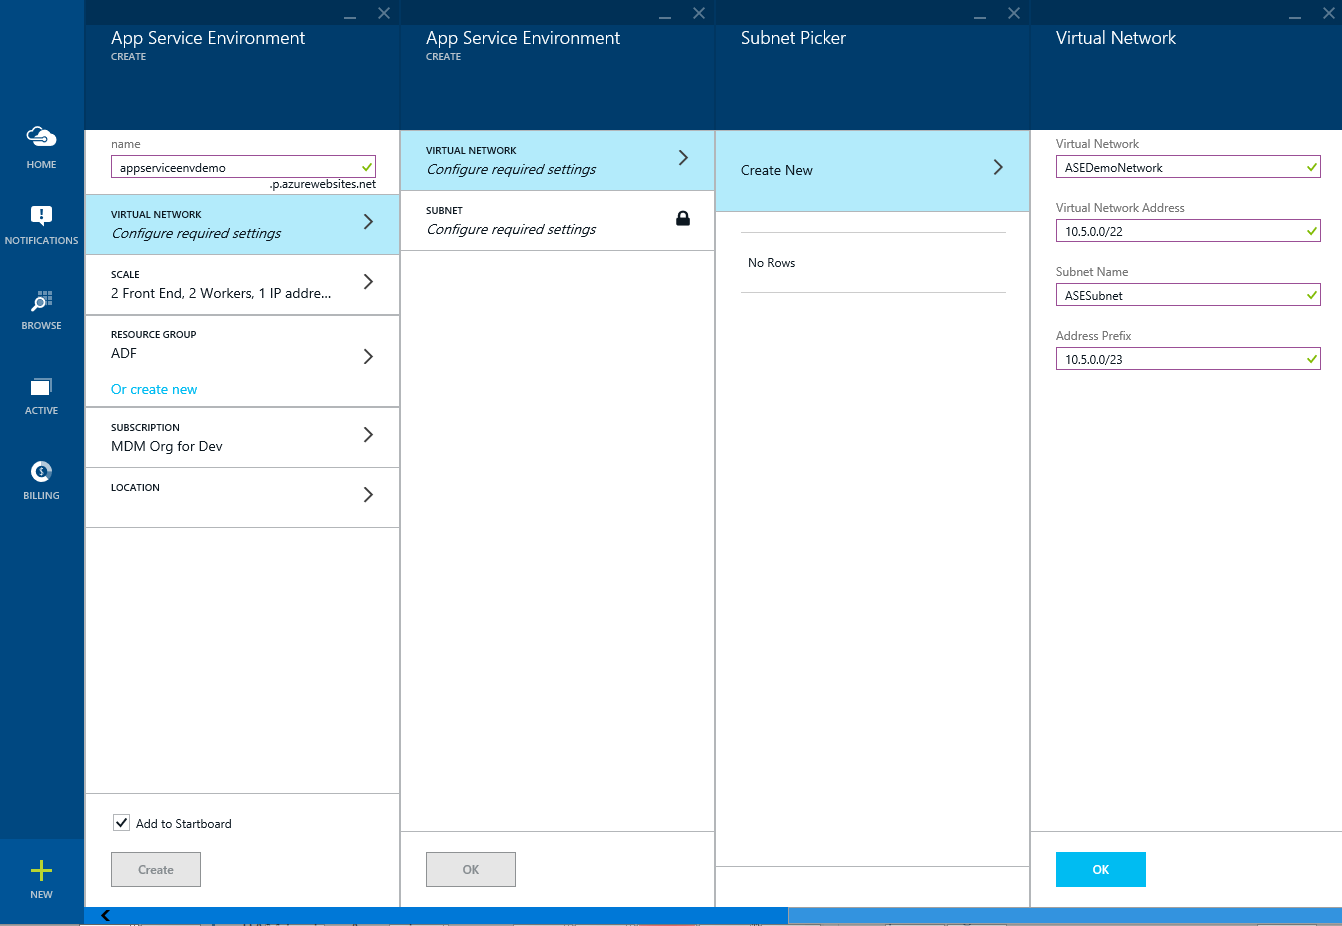 HOME
NOTIFICATIONS
BROWSE
ACTIVE
BILLING
NEW
App Service Environment
CREATE
name
appserviceenvdemo
.p.azurewebsites.net
VIRTUAL NETWORK
Configure required settings
SCALE
2 Front End, 2 Workers, 1 IP addre...
RESOURCE GROUP
ADF
Or create new
SUBSCRIPTION
MDM Org for Dev
LOCATION
Add to Startboard
Create
App Service Environment
CREATE
VIRTUAL NETWORK
Configure required settings
SUBNET
Configure required settings
OK
Subnet Picker
Create New
No Rows
Virtual Network
Virtual Network
ASEDemoNetwork
Virtual Network Address
10.5.0.0/22
Subnet Name
ASESubnet
Address Prefix
10.5.0.0/23
OK